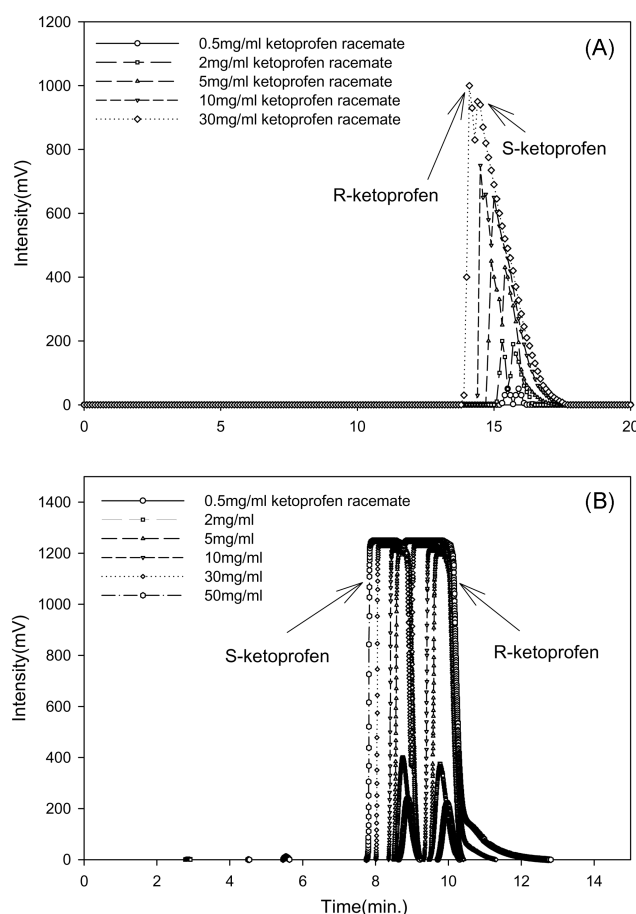 1200
1000
800
600
400
200
0
Intensity(mV)
0.5mg/ml ketoprofen racemate
2mg/ml ketoprofen racemate
5mg/ml ketoprofen racemate
10mg/ml ketoprofen racemate
30mg/ml ketoprofen racemate
(A)
S-ketoprofen
R-ketoprofen
0 5 10 15 20
1400
1200
1000
800
600
400
200
0
Intensity(mV)
0.5mg/ml ketoprofen racemate
2mg/ml
5mg/ml
10mg/ml
30mg/ml
50mg/ml
(B)
S-ketoprofen
R-ketoprofen
0 2 4 6 8 10 12 14
Time(min.)